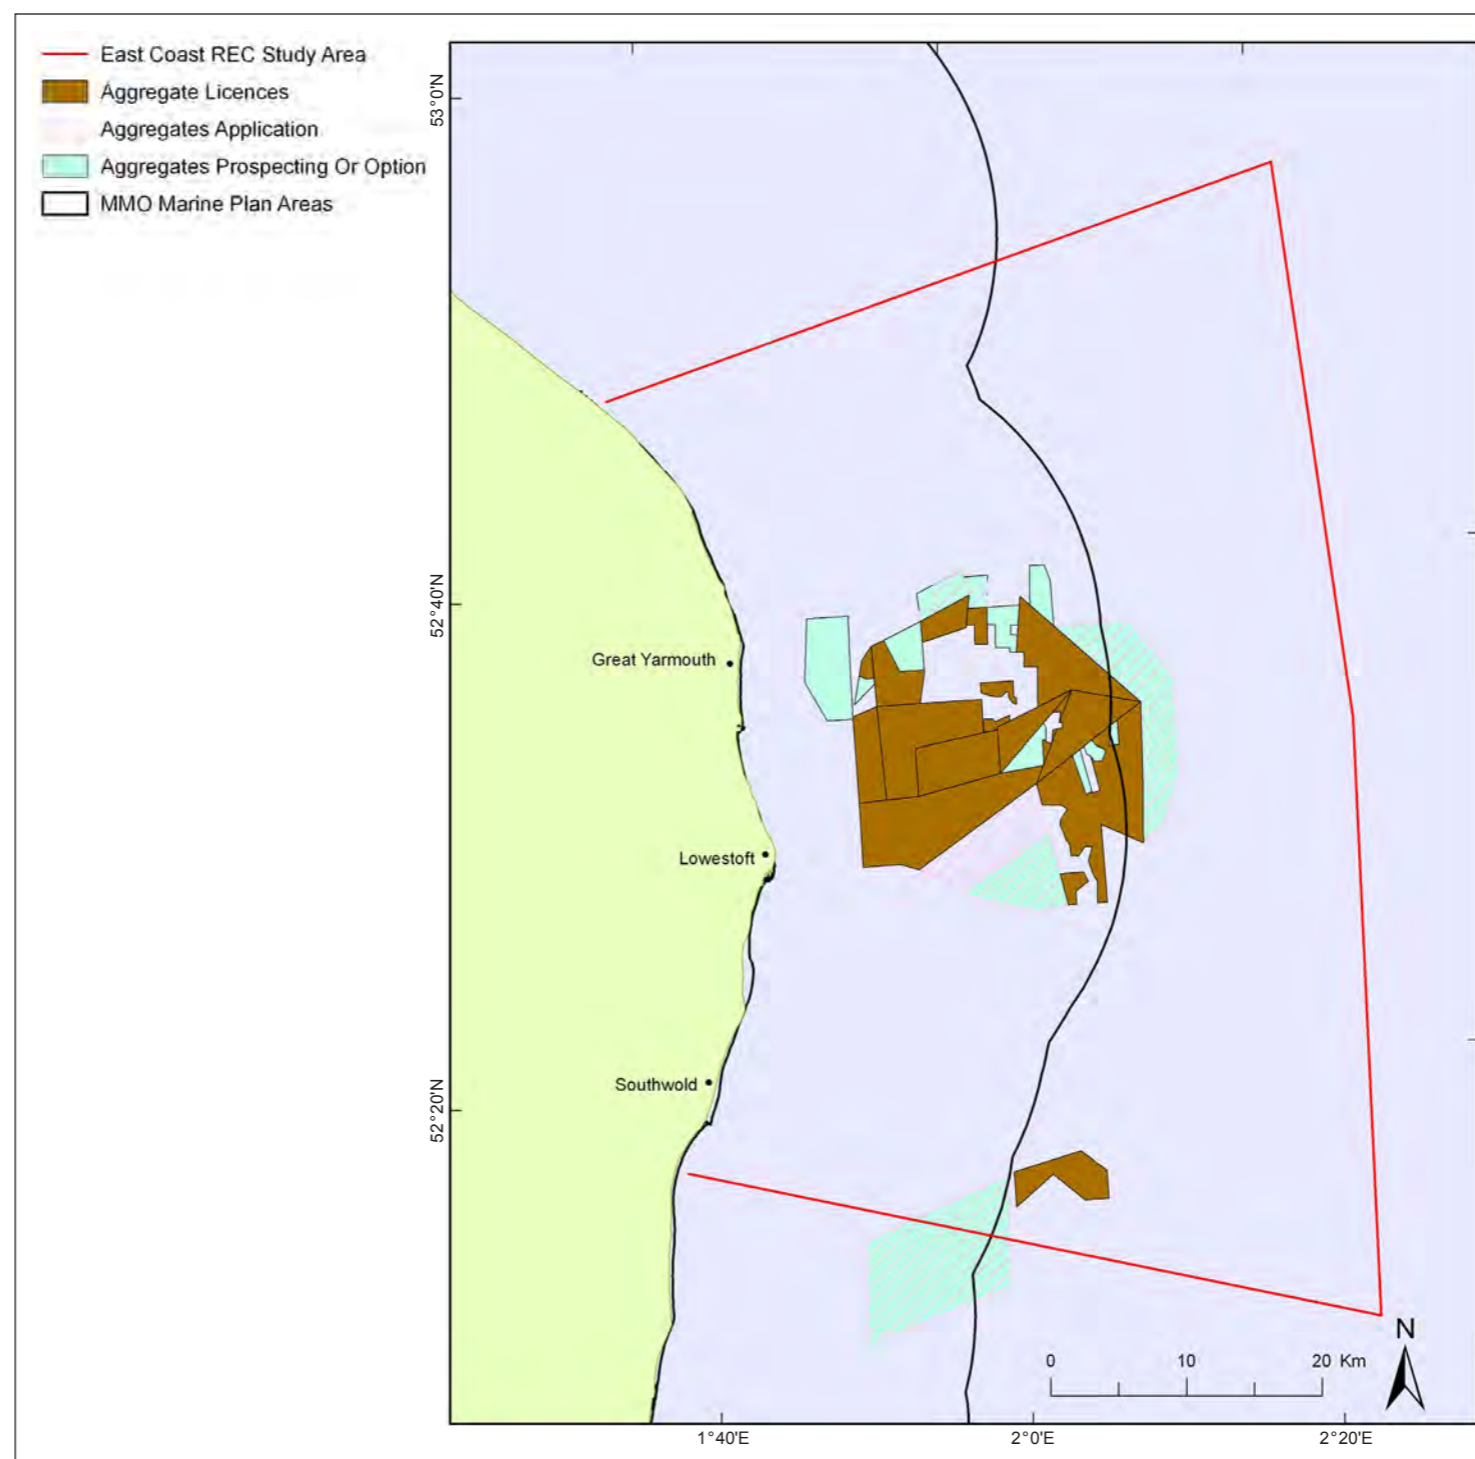 East Coast REC Study Area
Aggregate Licences
Aggregates Application
Aggregates Prospecting Or Option
MMO Marine Plan Areas
53°0'N
52°40'N
52°20'N
Great Yarmouth
Lowestoft
Southwold
N
0 10 20 Km
1°40'E 2°0'E 2°20'E